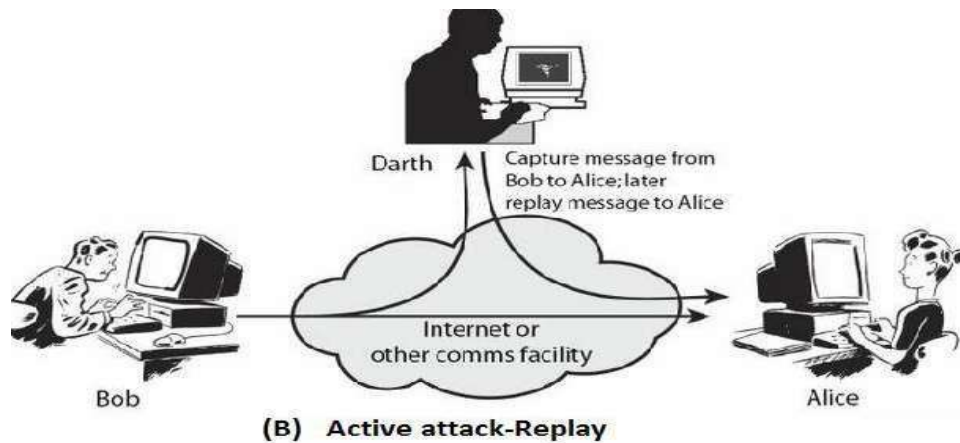 Darth
Capture message from
Bob to Alice; later
replay message to Alice
Internet or
other comms facility
Bob
Alice
(B) Active attack-Replay